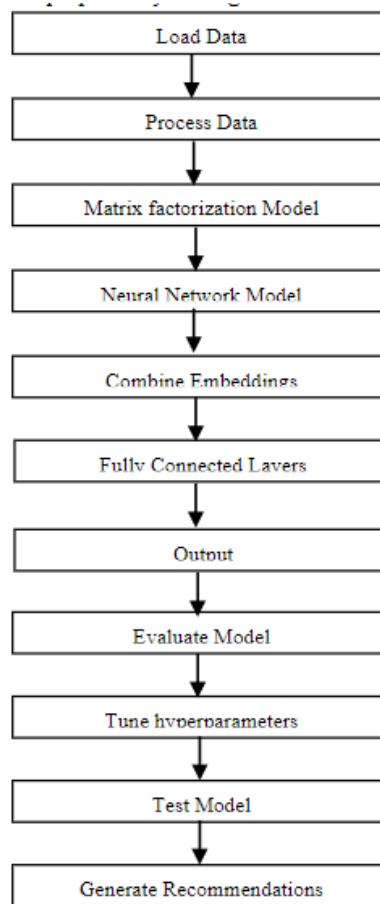 Load Data
Process Data
Matrix factorization Model
Neural Network Model
Combine Embeddings
Fully Connected Layers
Output
Evaluate Model
Tune hyperparameters
Test Model
Generate Recommendations